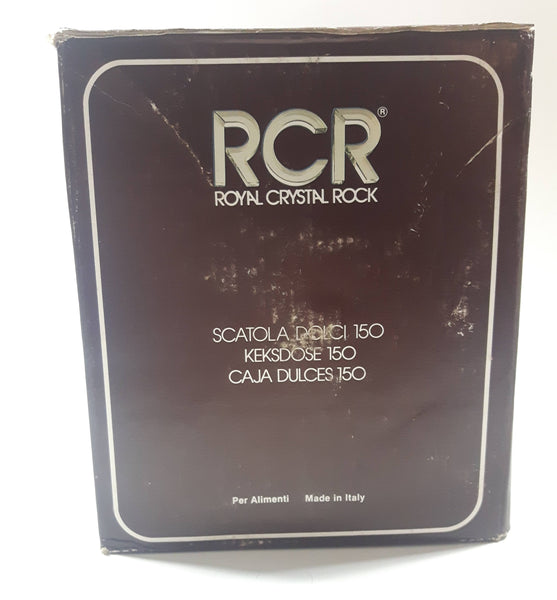 RCR®
ROYAL CRYSTAL ROCK
SCATOLA DOLCI 150
KEKSDOSE 150
CAJA DULCES 150
Per Alimenti Made in Italy